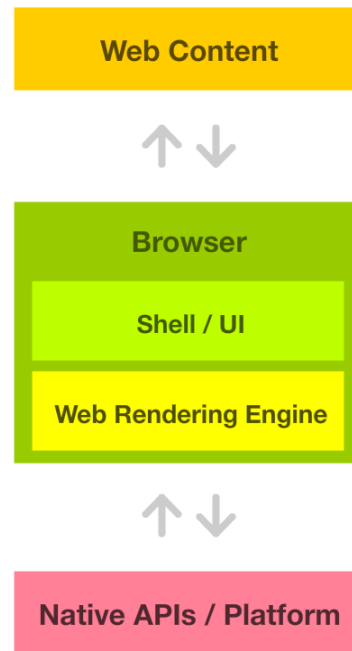 Web Content
Browser
Shell / UI
Web Rendering Engine
Native APIs / Platform